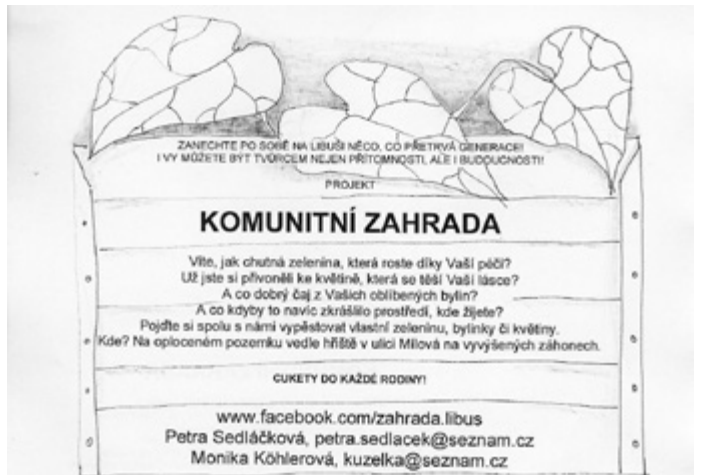 ZANECHTE PO SOBĚ NA LIBUŠI NĚCO, CO PŘETRVÁ GENERACE!
I VY MŮŽETE BÝT TVŮRCEM NEJEN PŘÍTOMNOSTI, ALE I BUDOUCNOSTI!
PROJEKT
KOMUNITNÍ ZAHRADA
Víte, jak chutná zelenina, která roste díky Vaší péči?
Už jste si přivoněli ke květině, která se těší Vaší lásce?
A co dobrý čaj z Vašich oblíbených bylin?
A co kdyby to navíc zkrášlilo prostředí, kde žijete?
Pojďte si spolu s námi vypěstovat vlastní zeleninu, bylinky či květiny.
Kde? Na oploceném pozemku vedle hřiště v ulici Mílová na vyvýšených záhonech.
CUKETY DO KAŽDÉ RODINY!
www.facebook.com/zahrada.libus
Petra Sedláčková, petra.sedlacek@seznam.cz
Monika Köhlerová, kuzelka@seznam.cz